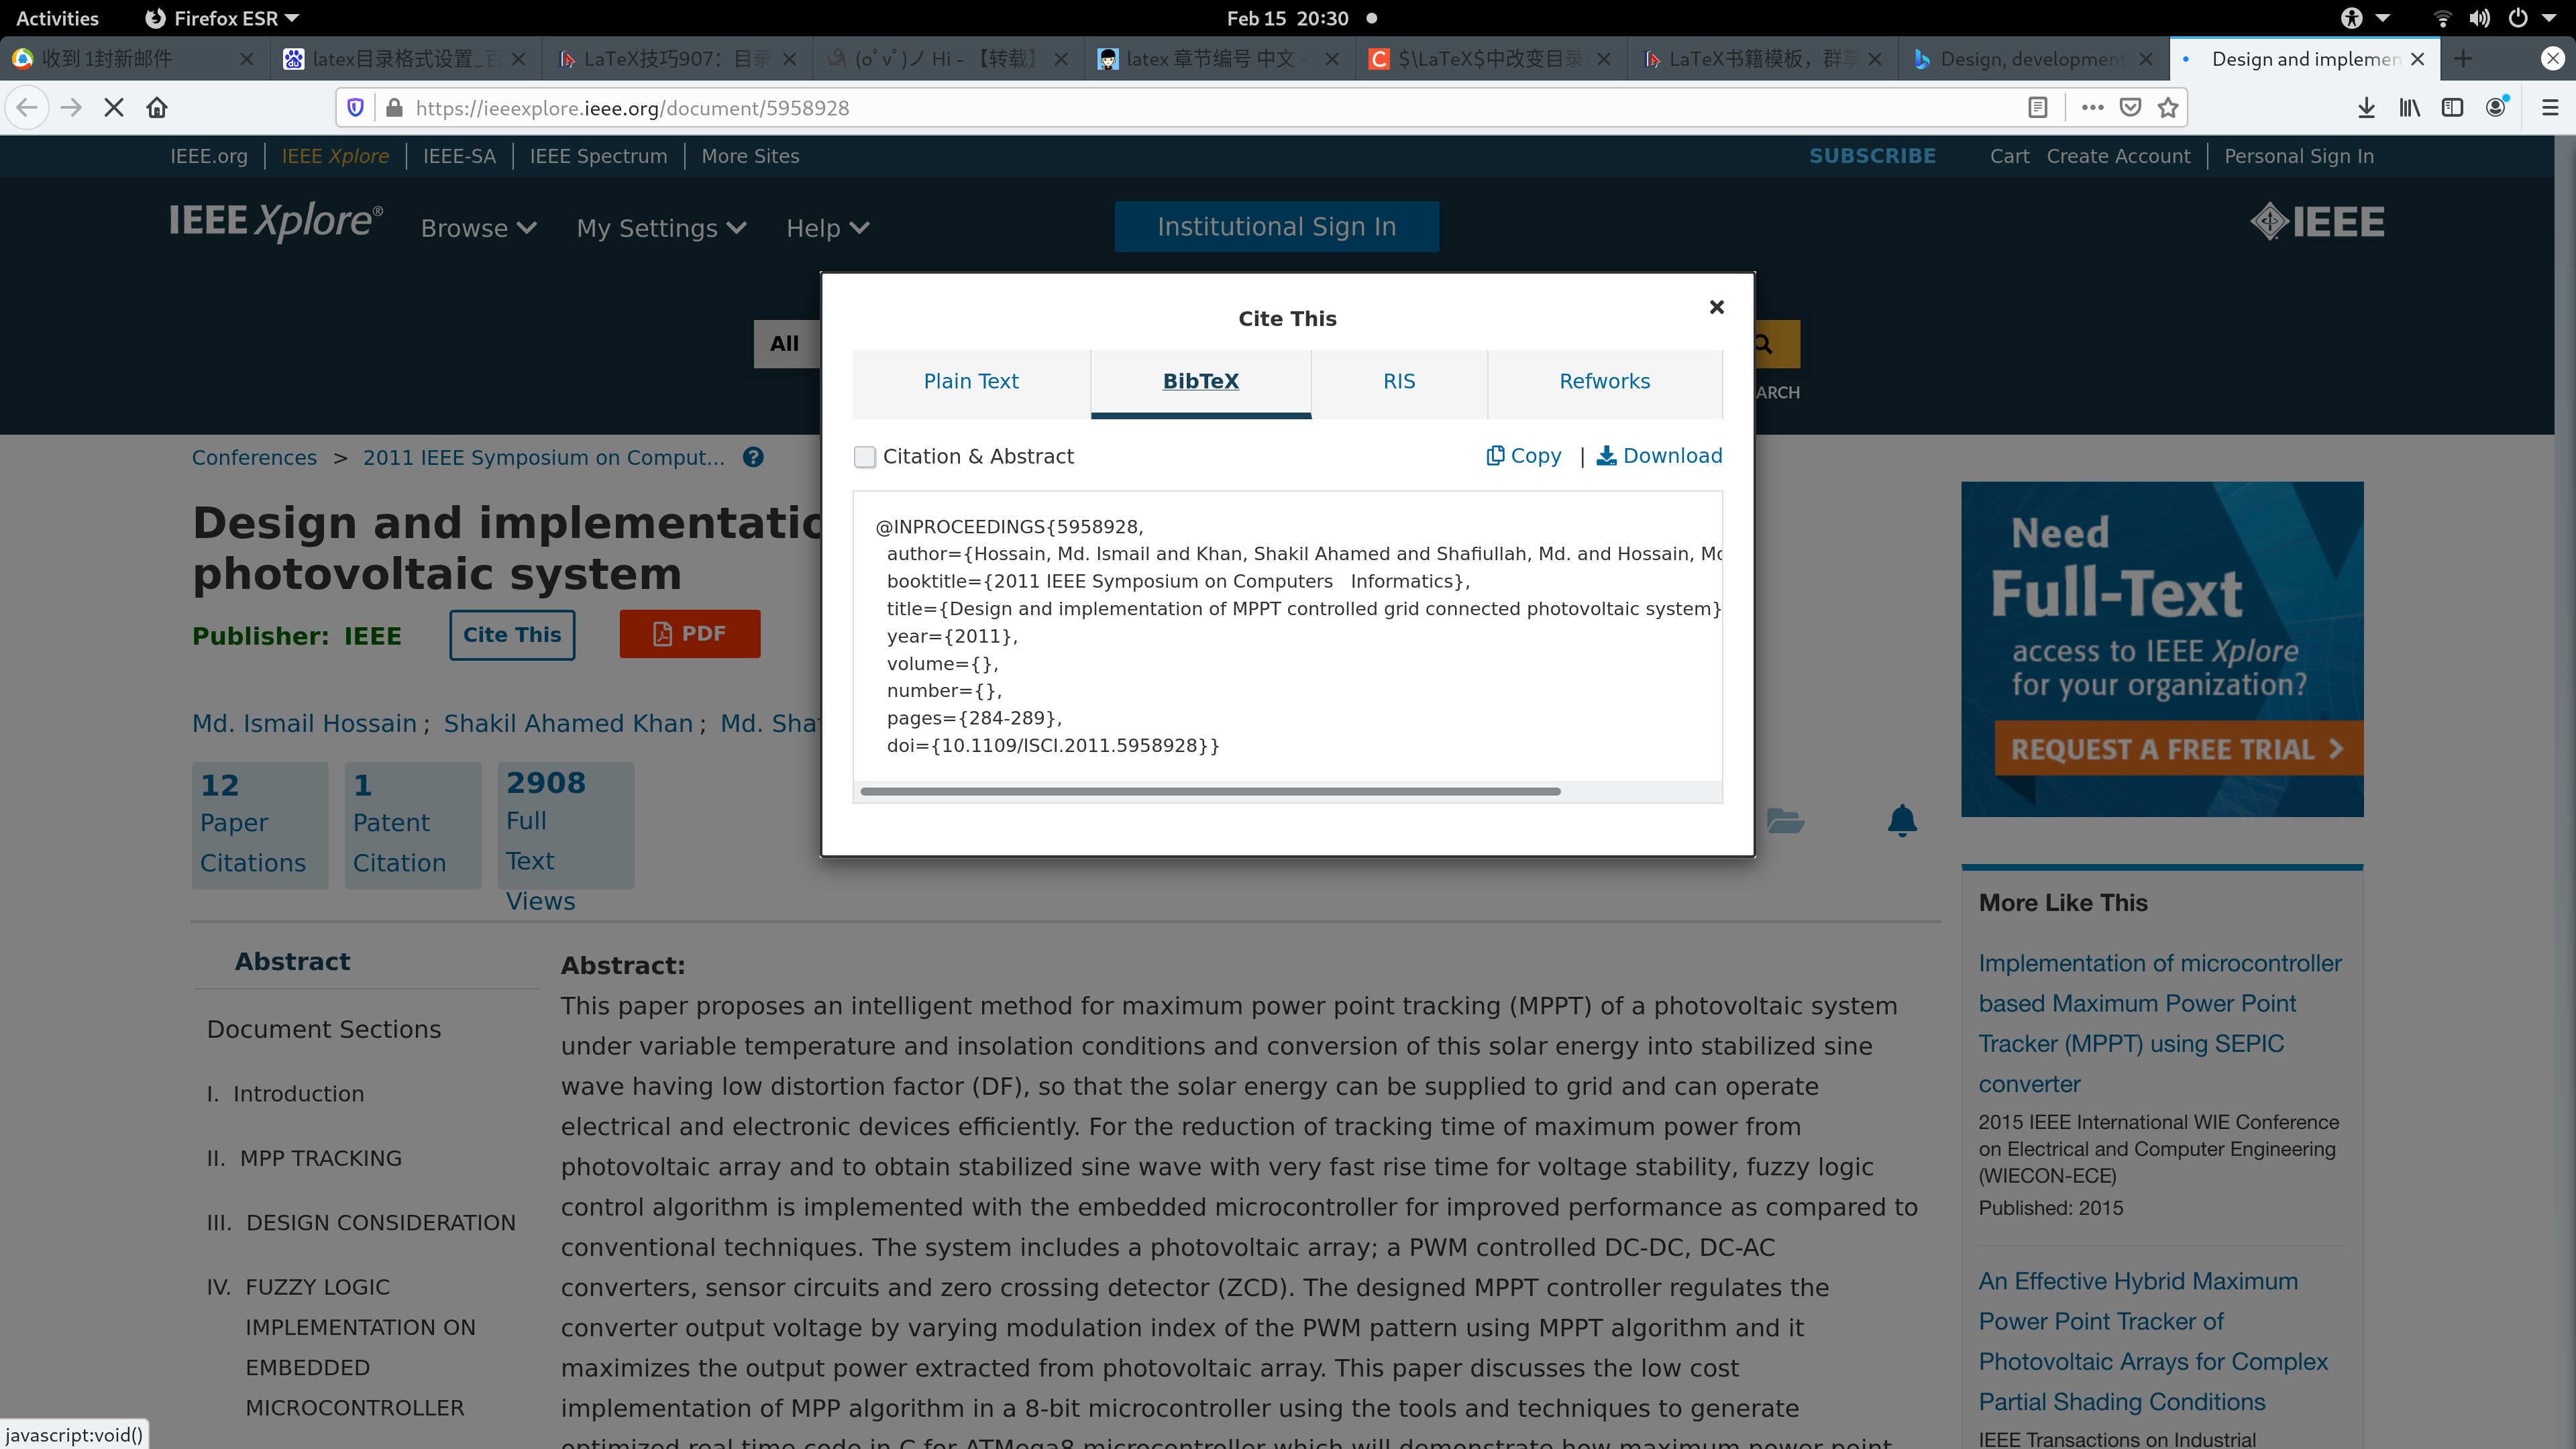 Activities Firefox ESR Feb 15 20:30
收到 1封新邮件 latex目录格式设置_百 LaTeX技巧907：目录 (oﾟvﾟ)ノ Hi - 【转载】 latex 章节编号 中文 - $\LaTeX$中改变目录 LaTeX书籍模板，群享 Design, development Design and implemen
https://ieeexplore.ieee.org/document/5958928
IEEE.org IEEE Xplore IEEE-SA IEEE Spectrum More Sites SUBSCRIBE Cart Create Account Personal Sign In
IEEE Xplore® Browse My Settings Help Institutional Sign In IEEE
All
ARCH
Cite This
Plain Text BibTeX RIS Refworks
Citation & Abstract Copy | Download
@INPROCEEDINGS{5958928,
author={Hossain, Md. Ismail and Khan, Shakil Ahamed and Shafiullah, Md. and Hossain, Mo
booktitle={2011 IEEE Symposium on Computers Informatics},
title={Design and implementation of MPPT controlled grid connected photovoltaic system}
year={2011},
volume={},
number={},
pages={284-289},
doi={10.1109/ISCI.2011.5958928}}
Conferences > 2011 IEEE Symposium on Comput...
Design and implementatic
photovoltaic system
Publisher: IEEE Cite This PDF
Md. Ismail Hossain ; Shakil Ahamed Khan ; Md. Sha
12
Paper
Citations
1
Patent
Citation
2908
Full
Text
Views
Abstract
Document Sections
I. Introduction
II. MPP TRACKING
III. DESIGN CONSIDERATION
IV. FUZZY LOGIC
IMPLEMENTATION ON
EMBEDDED
MICROCONTROLLER
Abstract:
This paper proposes an intelligent method for maximum power point tracking (MPPT) of a photovoltaic system
under variable temperature and insolation conditions and conversion of this solar energy into stabilized sine
wave having low distortion factor (DF), so that the solar energy can be supplied to grid and can operate
electrical and electronic devices efficiently. For the reduction of tracking time of maximum power from
photovoltaic array and to obtain stabilized sine wave with very fast rise time for voltage stability, fuzzy logic
control algorithm is implemented with the embedded microcontroller for improved performance as compared to
conventional techniques. The system includes a photovoltaic array; a PWM controlled DC-DC, DC-AC
converters, sensor circuits and zero crossing detector (ZCD). The designed MPPT controller regulates the
converter output voltage by varying modulation index of the PWM pattern using MPPT algorithm and it
maximizes the output power extracted from photovoltaic array. This paper discusses the low cost
implementation of MPP algorithm in a 8-bit microcontroller using the tools and techniques to generate
optimized real time code in C for ATMega8 microcontroller which will demonstrate how maximum power point
Need
Full-Text
access to IEEE Xplore
for your organization?
REQUEST A FREE TRIAL
More Like This
Implementation of microcontroller
based Maximum Power Point
Tracker (MPPT) using SEPIC
converter
2015 IEEE International WIE Conference
on Electrical and Computer Engineering
(WIECON-ECE)
Published: 2015
An Effective Hybrid Maximum
Power Point Tracker of
Photovoltaic Arrays for Complex
Partial Shading Conditions
IEEE Transactions on Industrial
javascript:void()